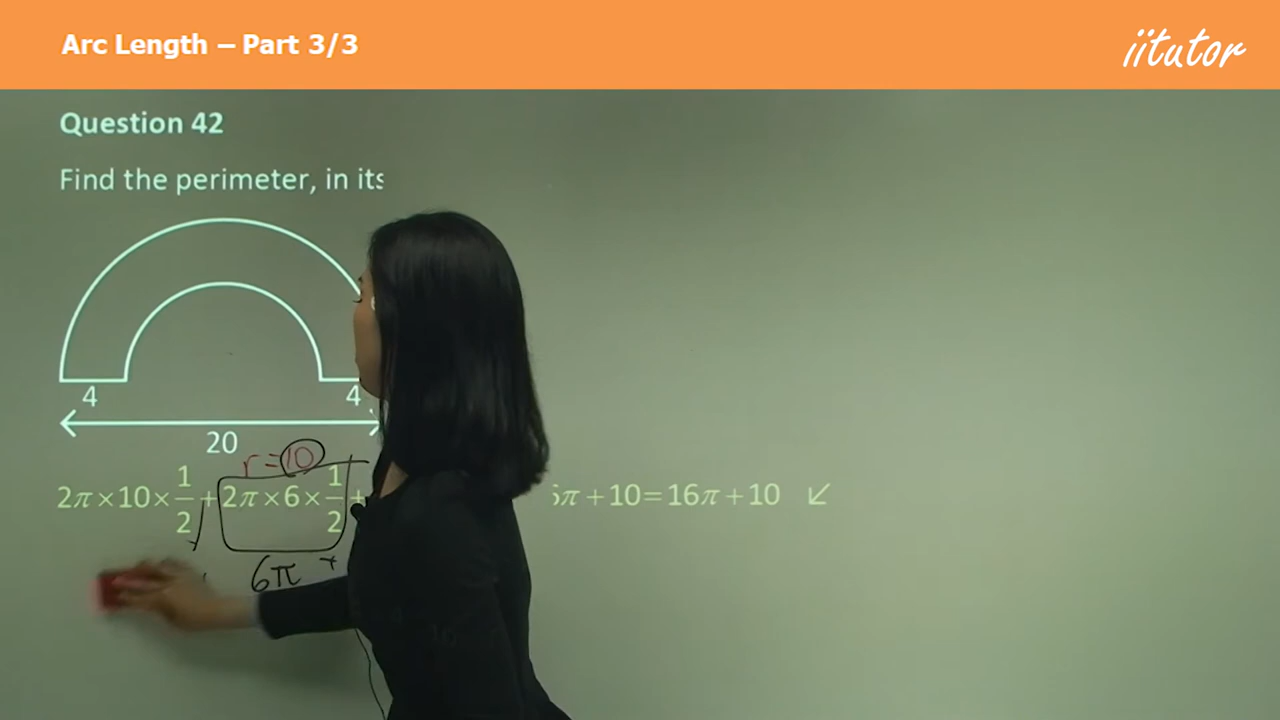 Arc Length – Part 3/3
iitutor
Question 42
Find the perimeter, in its
4
4
20
r = 10
2π × 10 × 1/2 + 2π × 6 × 1/2 +
π + 10 = 16π + 10 ↙
6π +